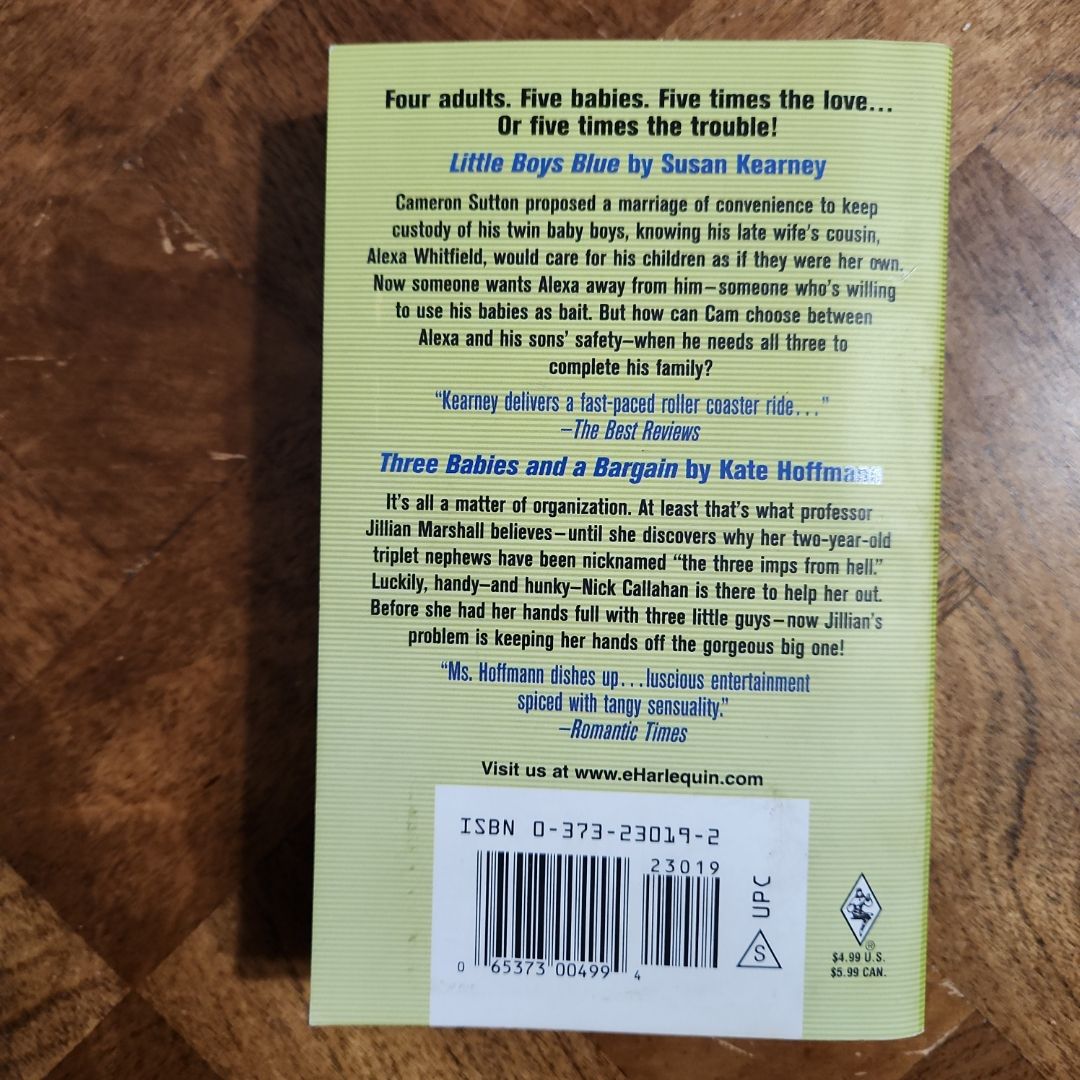 Four adults. Five babies. Five times the love...
Or five times the trouble!
Little Boys Blue by Susan Kearney
Cameron Sutton proposed a marriage of convenience to keep
custody of his twin baby boys, knowing his late wife's cousin,
Alexa Whitfield, would care for his children as if they were her own.
Now someone wants Alexa away from him—someone who's willing
to use his babies as bait. But how can Cam choose between
Alexa and his sons' safety—when he needs all three to
complete his family?
"Kearney delivers a fast-paced roller coaster ride..."
—The Best Reviews
Three Babies and a Bargain by Kate Hoffmann
It's all a matter of organization. At least that's what professor
Jillian Marshall believes—until she discovers why her two-year-old
triplet nephews have been nicknamed "the three imps from hell."
Luckily, handy—and hunky—Nick Callahan is there to help her out.
Before she had her hands full with three little guys—now Jillian's
problem is keeping her hands off the gorgeous big one!
"Ms. Hoffmann dishes up...luscious entertainment
spiced with tangy sensuality."
—Romantic Times
Visit us at www.eHarlequin.com
ISBN 0-373-23019-2
23019
0 65373 00499 4
UPC
S
®
$4.99 U.S.
$5.99 CAN.